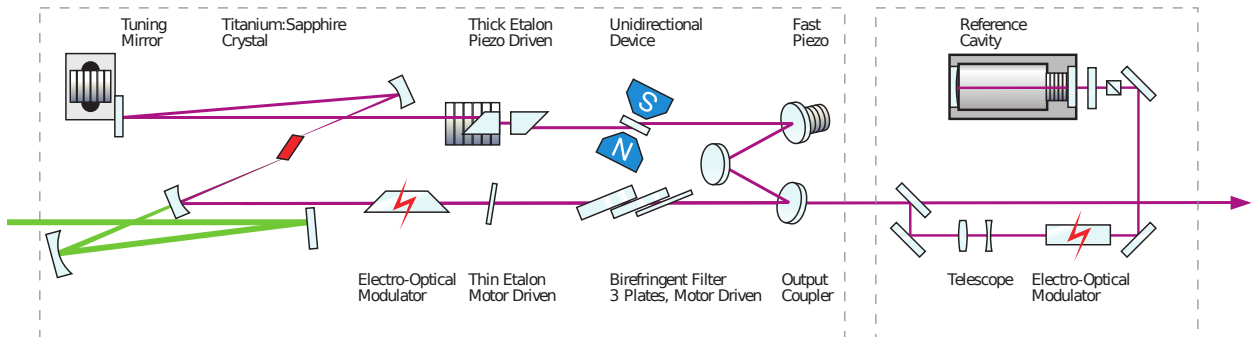 Tuning
Mirror
Titanium:Sapphire
Crystal
Thick Etalon
Piezo Driven
Unidirectional
Device
Fast
Piezo
Reference
Cavity
S
N
Electro-Optical
Modulator
Thin Etalon
Motor Driven
Birefringent Filter
3 Plates, Motor Driven
Output
Coupler
Telescope
Electro-Optical
Modulator